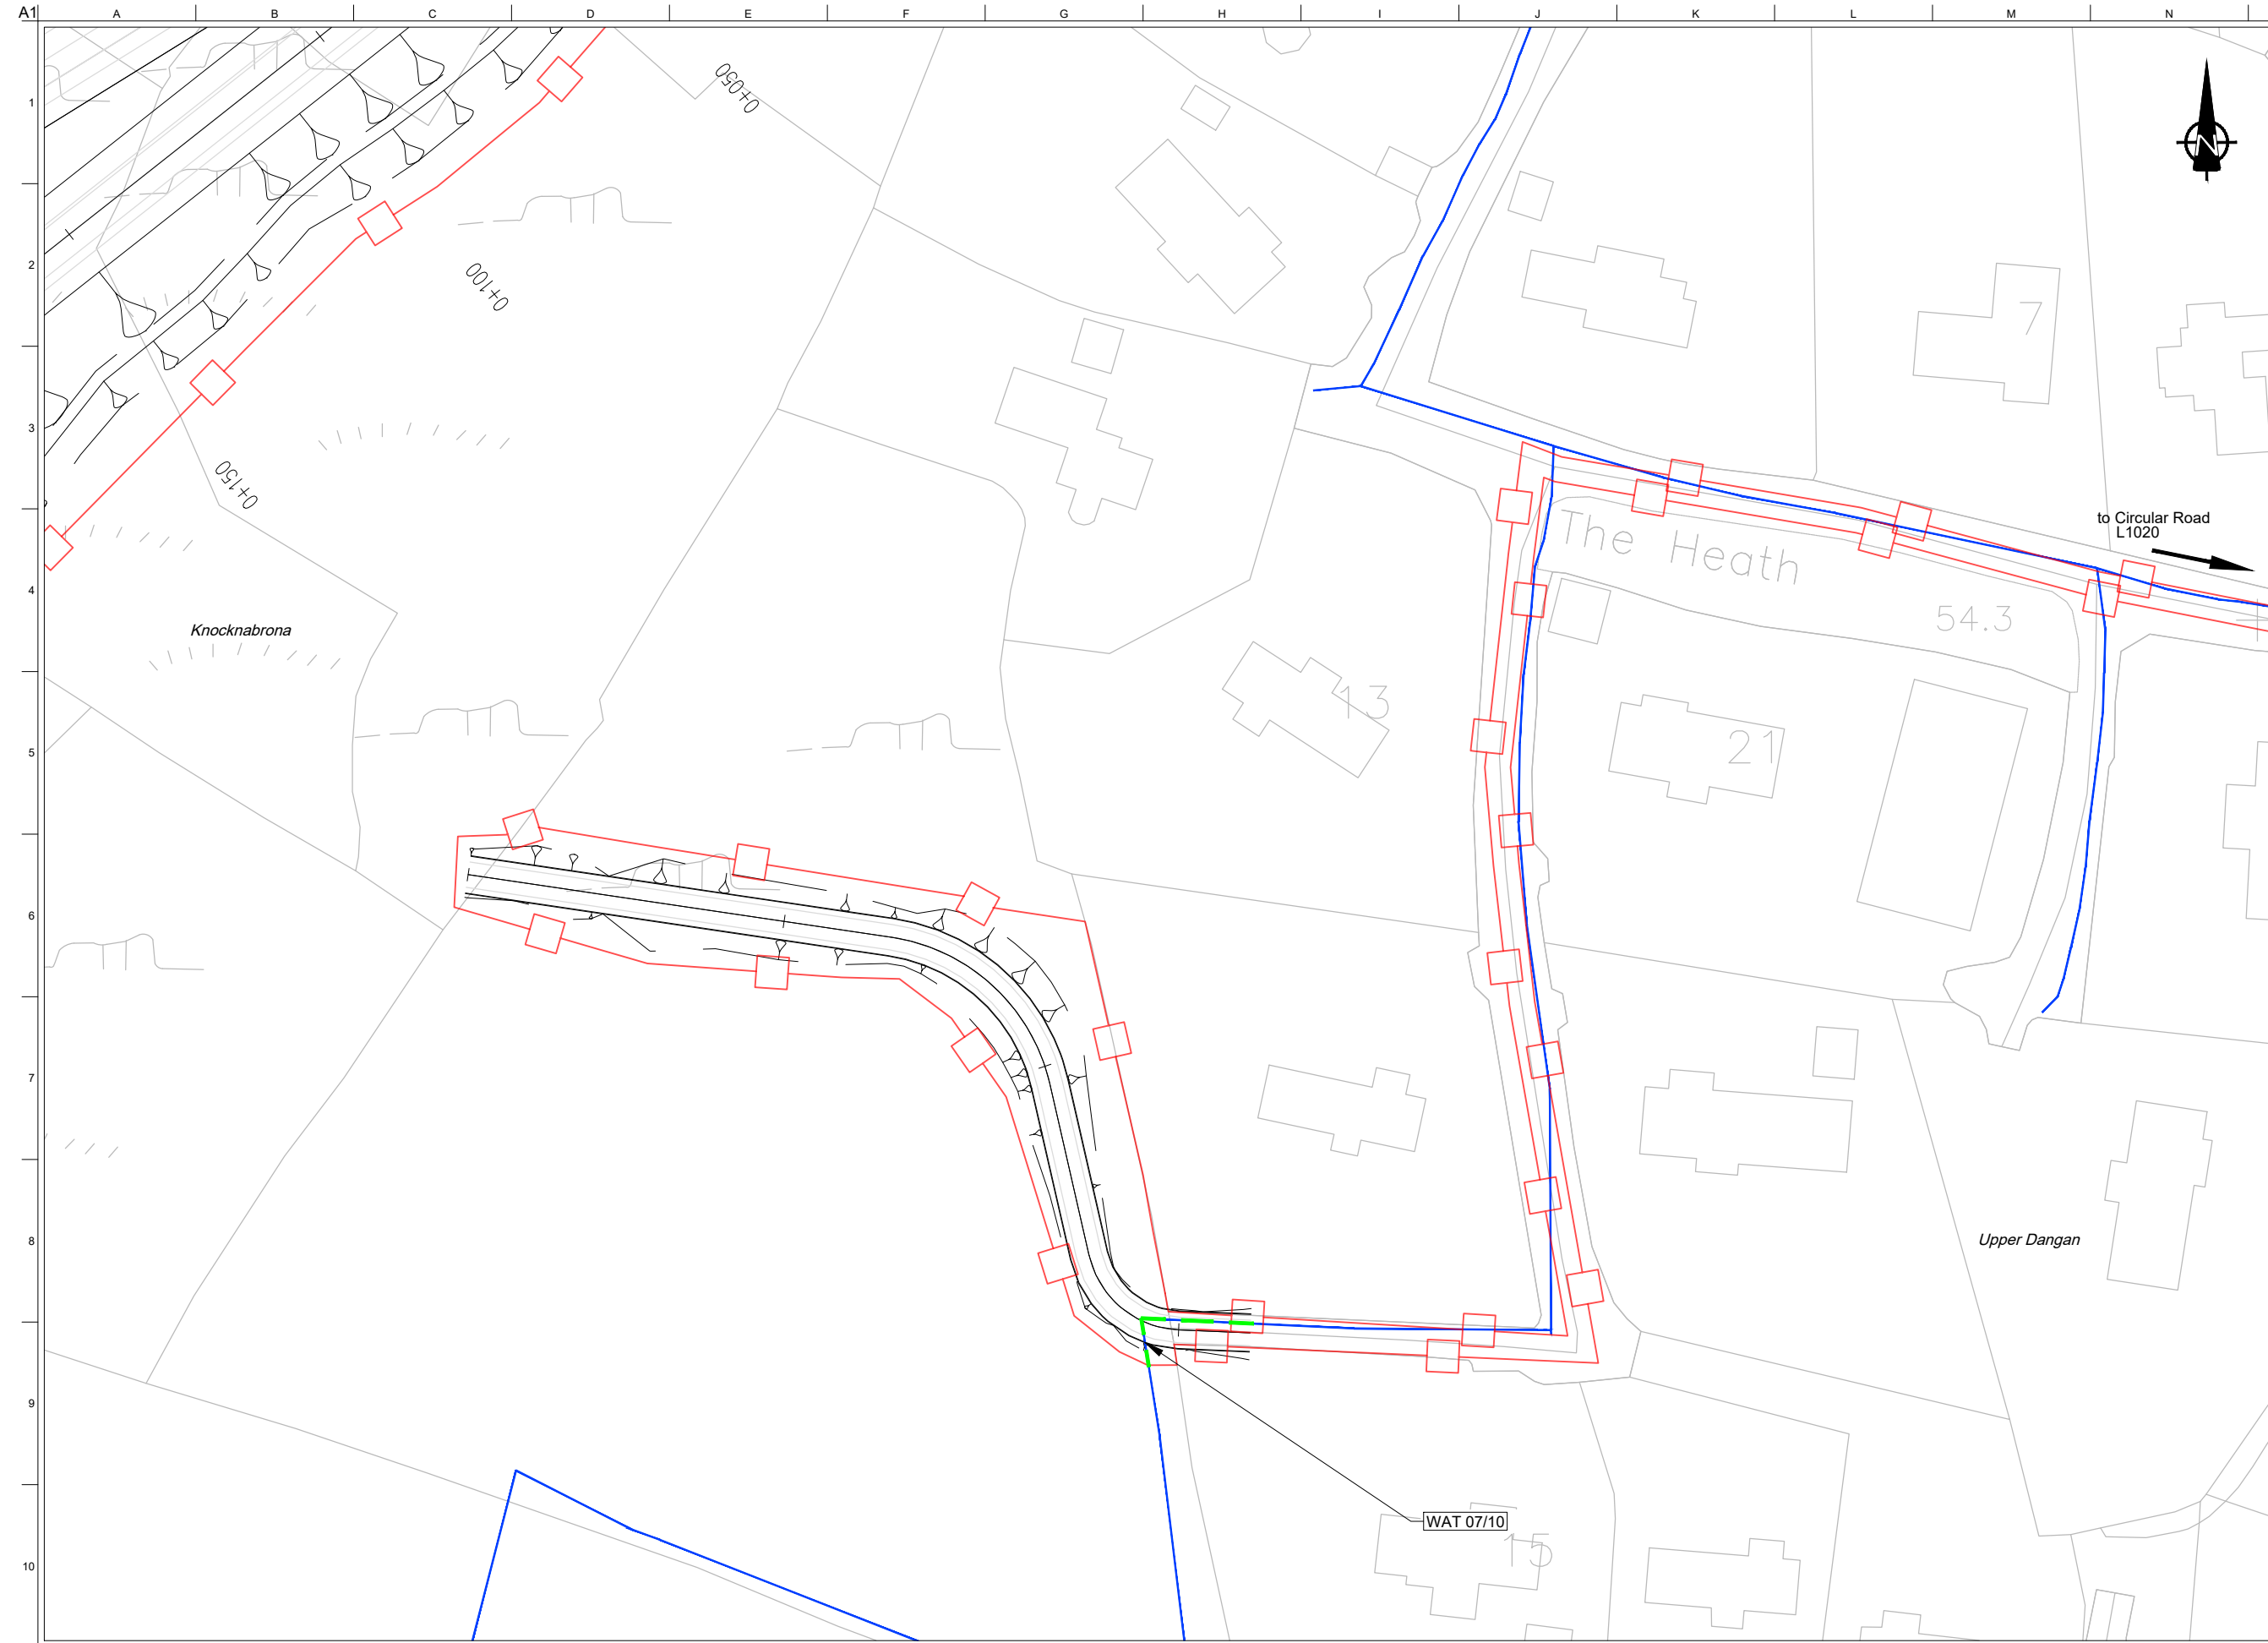 A1
A B C D E F G H I J K L M N
1
2
3
4
5
6
7
8
9
10
N
0+050
0+100
0+150
7
to Circular Road
L1020
The Heath
54.3
Knocknabrona
13
21
Upper Dangan
WAT 07/10
15